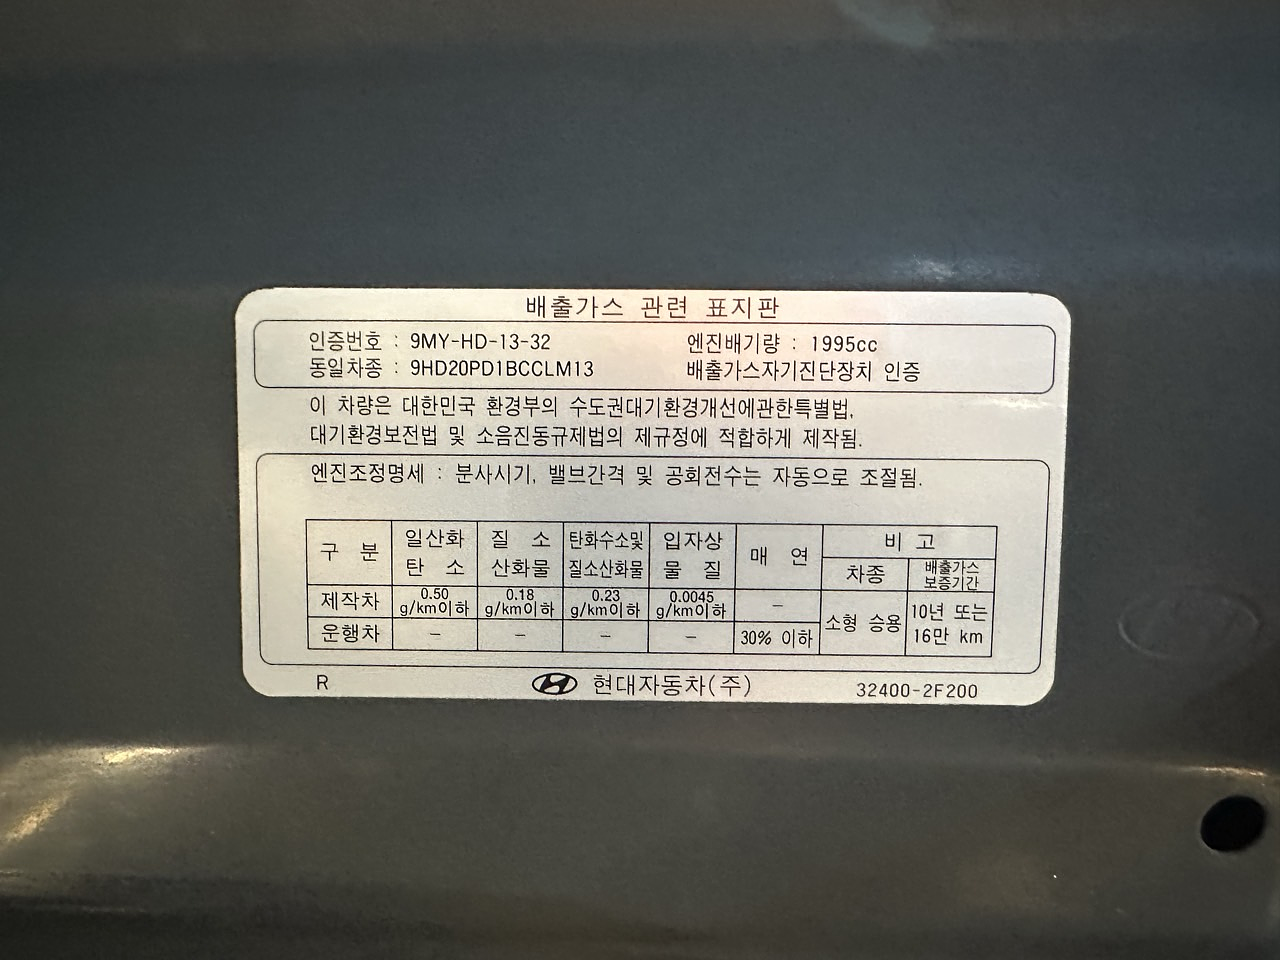 배출가스 관련 표지판
인증번호 : 9MY-HD-13-32 엔진배기량 : 1995cc
동일차종 : 9HD20PD1BCCLM13 배출가스자기진단장치 인증
이 차량은 대한민국 환경부의 수도권대기환경개선에관한특별법,
대기환경보전법 및 소음진동규제법의 제규정에 적합하게 제작됨.
엔진조정명세 : 분사시기, 밸브간격 및 공회전수는 자동으로 조절됨.
구 분 일산화탄소 질소산화물 탄화수소및질소산화물 입자상물질 매 연 비 고
차종 배출가스보증기간
제작차 0.50 g/km이하 0.18 g/km이하 0.23 g/km이하 0.0045 g/km이하 – 소형 승용 10년 또는 16만 km
운행차 – – – – 30% 이하
R 현대자동차(주) 32400-2F200